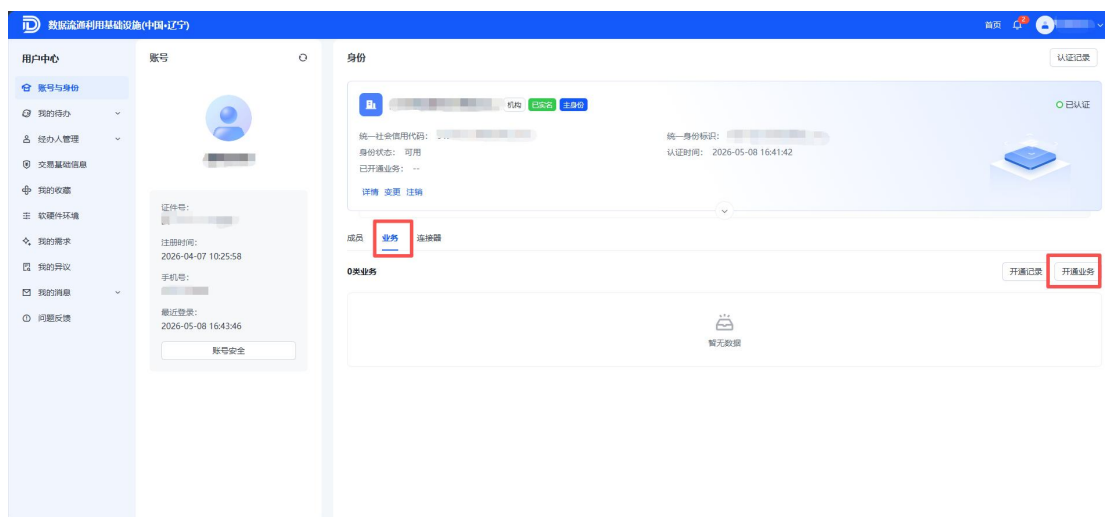 数据流通利用基础设施(中国•辽宁)
首页
2
用户中心
账号与身份
我的待办
经办人管理
交易基础信息
我的收藏
软硬件环境
我的需求
我的异议
我的消息
问题反馈
账号
证件号:
注册时间:
2026-04-07 10:25:58
手机号:
最近登录:
2026-05-08 16:43:46
账号安全
身份
认证记录
机构 已实名 主身份
已认证
统一社会信用代码:
统一身份标识:
身份状态: 可用
认证时间: 2026-05-08 16:41:42
已开通业务: --
详情 变更 注销
成员 业务 连接器
0类业务
开通记录 开通业务
暂无数据